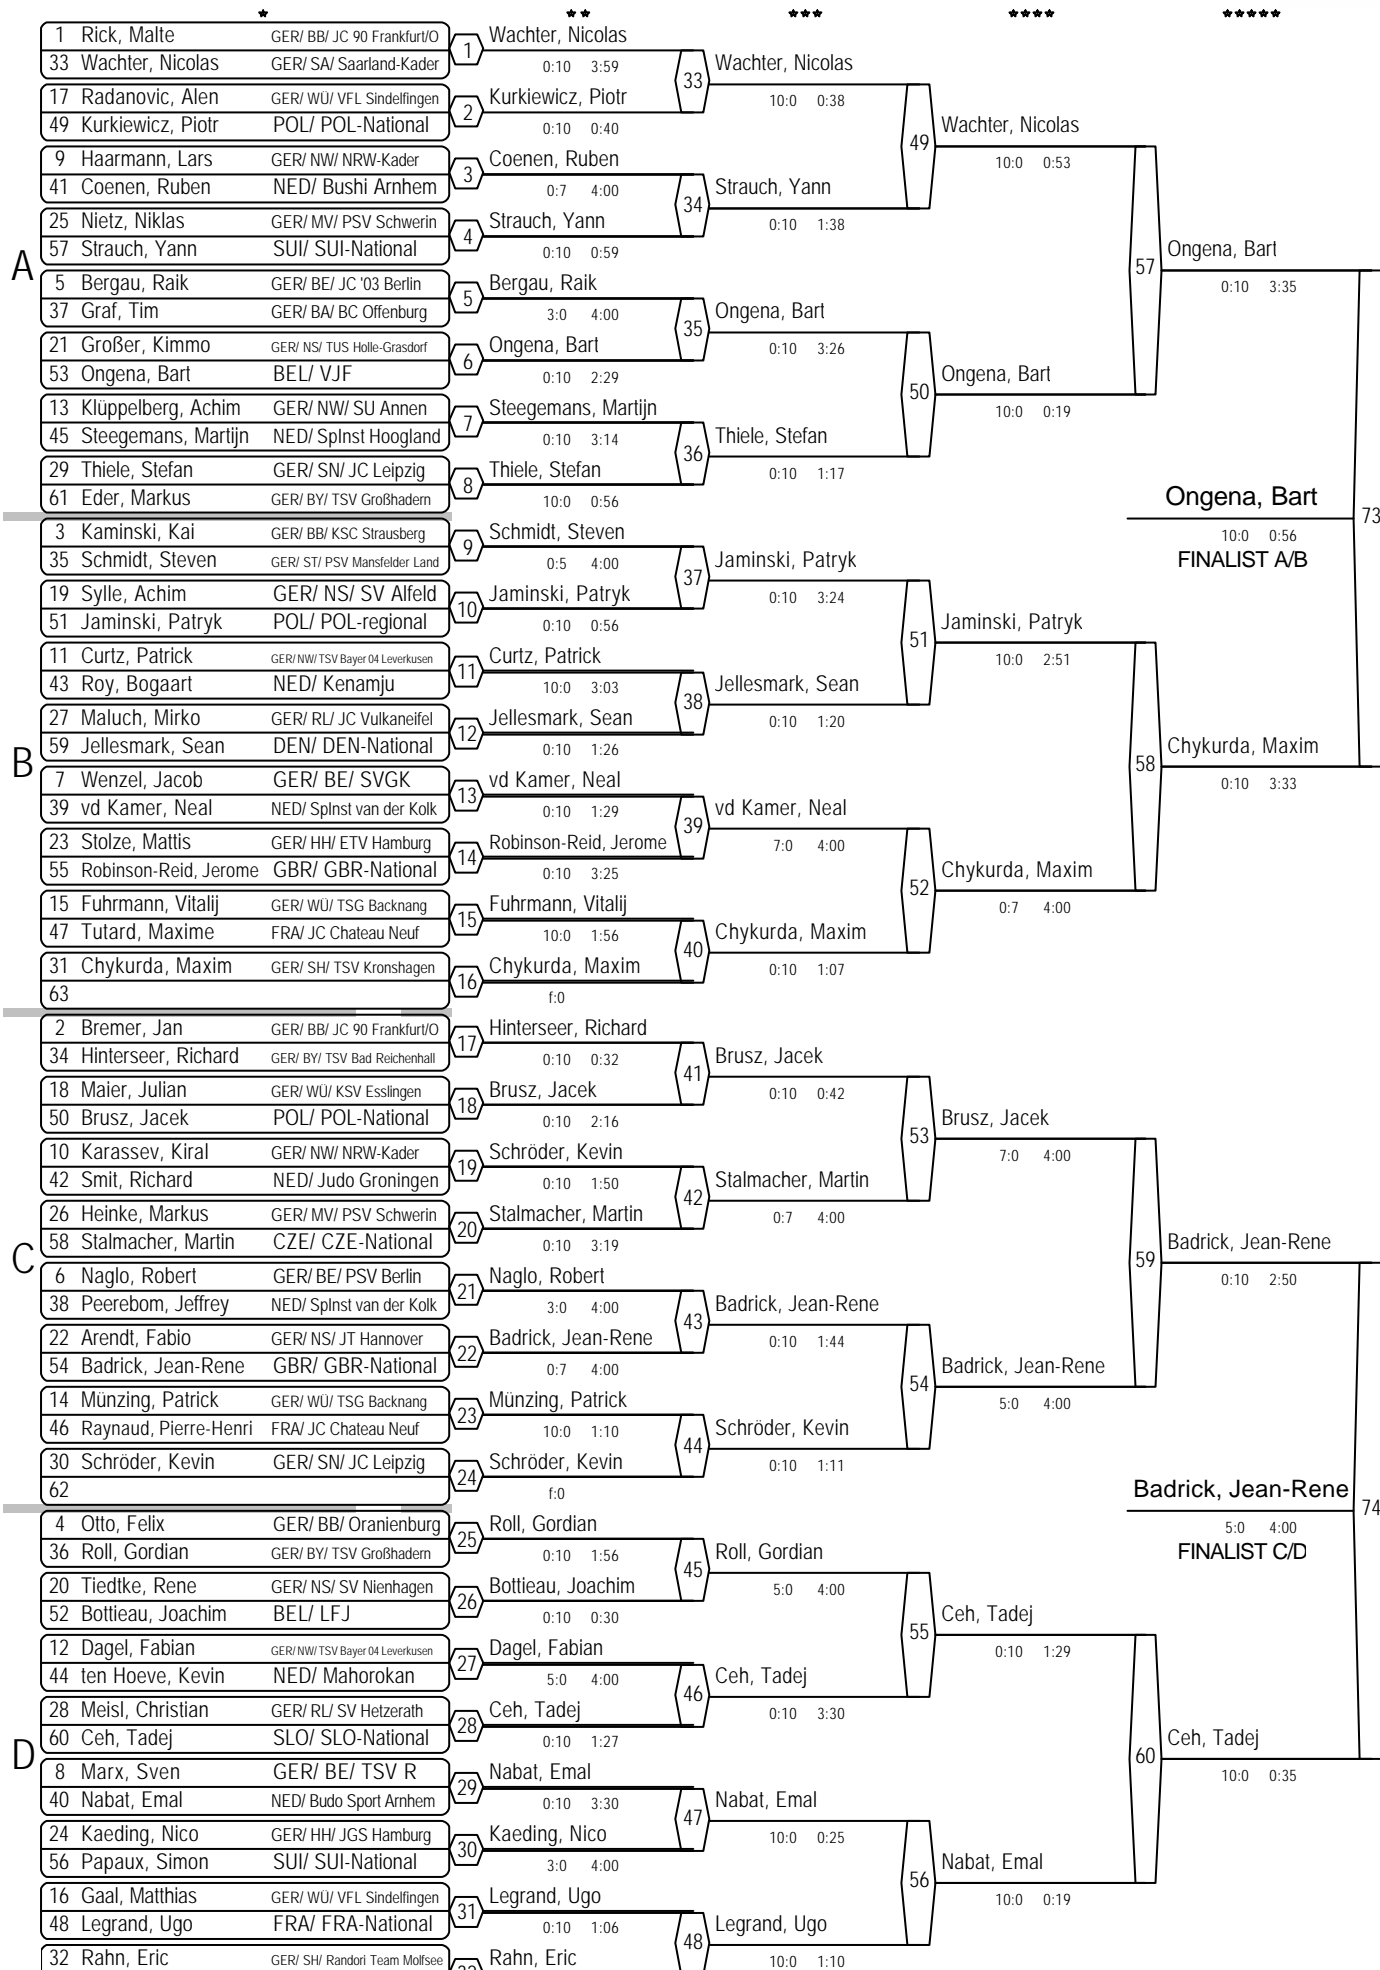 * ** *** **** *****
1 Rick, Malte GER/ BB/ JC 90 Frankfurt/O 1 Wachter, Nicolas
33 Wachter, Nicolas GER/ SA/ Saarland-Kader 0:10 3:59 33 Wachter, Nicolas
17 Radanovic, Alen GER/ WÜ/ VFL Sindelfingen 2 Kurkiewicz, Piotr 10:0 0:38
49 Kurkiewicz, Piotr POL/ POL-National 0:10 0:40 49 Wachter, Nicolas
9 Haarmann, Lars GER/ NW/ NRW-Kader 3 Coenen, Ruben 10:0 0:53
41 Coenen, Ruben NED/ Bushi Arnhem 0:7 4:00 34 Strauch, Yann
25 Nietz, Niklas GER/ MV/ PSV Schwerin 4 Strauch, Yann 0:10 1:38
57 Strauch, Yann SUI/ SUI-National 0:10 0:59 57 Ongena, Bart
A
5 Bergau, Raik GER/ BE/ JC '03 Berlin 5 Bergau, Raik 0:10 3:35
37 Graf, Tim GER/ BA/ BC Offenburg 3:0 4:00 35 Ongena, Bart
21 Großer, Kimmo GER/ NS/ TUS Holle-Grasdorf 6 Ongena, Bart 0:10 3:26
53 Ongena, Bart BEL/ VJF 0:10 2:29 50 Ongena, Bart
13 Klüppelberg, Achim GER/ NW/ SU Annen 7 Steegemans, Martijn 10:0 0:19
45 Steegemans, Martijn NED/ SpInst Hoogland 0:10 3:14 36 Thiele, Stefan
29 Thiele, Stefan GER/ SN/ JC Leipzig 8 Thiele, Stefan 0:10 1:17
61 Eder, Markus GER/ BY/ TSV Großhadern 10:0 0:56 Ongena, Bart 73
3 Kaminski, Kai GER/ BB/ KSC Strausberg 9 Schmidt, Steven 10:0 0:56
35 Schmidt, Steven GER/ ST/ PSV Mansfelder Land 0:5 4:00 37 Jaminski, Patryk FINALIST A/B
19 Sylle, Achim GER/ NS/ SV Alfeld 10 Jaminski, Patryk 0:10 3:24
51 Jaminski, Patryk POL/ POL-regional 0:10 0:56 51 Jaminski, Patryk
11 Curtz, Patrick GER/ NW/ TSV Bayer 04 Leverkusen 11 Curtz, Patrick 10:0 2:51
43 Roy, Bogaart NED/ Kenamju 10:0 3:03 38 Jellesmark, Sean
27 Maluch, Mirko GER/ RL/ JC Vulkaneifel 12 Jellesmark, Sean 0:10 1:20
59 Jellesmark, Sean DEN/ DEN-National 0:10 1:26 58 Chykurda, Maxim
B
7 Wenzel, Jacob GER/ BE/ SVGK 13 vd Kamer, Neal 0:10 3:33
39 vd Kamer, Neal NED/ SpInst van der Kolk 0:10 1:29 39 vd Kamer, Neal
23 Stolze, Mattis GER/ HH/ ETV Hamburg 14 Robinson-Reid, Jerome 7:0 4:00
55 Robinson-Reid, Jerome GBR/ GBR-National 0:10 3:25 52 Chykurda, Maxim
15 Fuhrmann, Vitalij GER/ WÜ/ TSG Backnang 15 Fuhrmann, Vitalij 0:7 4:00
47 Tutard, Maxime FRA/ JC Chateau Neuf 10:0 1:56 40 Chykurda, Maxim
31 Chykurda, Maxim GER/ SH/ TSV Kronshagen 16 Chykurda, Maxim 0:10 1:07
63 f:0
2 Bremer, Jan GER/ BB/ JC 90 Frankfurt/O 17 Hinterseer, Richard
34 Hinterseer, Richard GER/ BY/ TSV Bad Reichenhall 0:10 0:32 41 Brusz, Jacek
18 Maier, Julian GER/ WÜ/ KSV Esslingen 18 Brusz, Jacek 0:10 0:42
50 Brusz, Jacek POL/ POL-National 0:10 2:16 53 Brusz, Jacek
10 Karassev, Kiral GER/ NW/ NRW-Kader 19 Schröder, Kevin 7:0 4:00
42 Smit, Richard NED/ Judo Groningen 0:10 1:50 42 Stalmacher, Martin
26 Heinke, Markus GER/ MV/ PSV Schwerin 20 Stalmacher, Martin 0:7 4:00
58 Stalmacher, Martin CZE/ CZE-National 0:10 3:19 59 Badrick, Jean-Rene
C
6 Naglo, Robert GER/ BE/ PSV Berlin 21 Naglo, Robert 0:10 2:50
38 Peerebom, Jeffrey NED/ SpInst van der Kolk 3:0 4:00 43 Badrick, Jean-Rene
22 Arendt, Fabio GER/ NS/ JT Hannover 22 Badrick, Jean-Rene 0:10 1:44
54 Badrick, Jean-Rene GBR/ GBR-National 0:7 4:00 54 Badrick, Jean-Rene
14 Münzing, Patrick GER/ WÜ/ TSG Backnang 23 Münzing, Patrick 5:0 4:00
46 Raynaud, Pierre-Henri FRA/ JC Chateau Neuf 10:0 1:10 44 Schröder, Kevin
30 Schröder, Kevin GER/ SN/ JC Leipzig 24 Schröder, Kevin 0:10 1:11
62 f:0 Badrick, Jean-Rene 74
4 Otto, Felix GER/ BB/ Oranienburg 25 Roll, Gordian 5:0 4:00
36 Roll, Gordian GER/ BY/ TSV Großhadern 0:10 1:56 45 Roll, Gordian FINALIST C/D
20 Tiedtke, Rene GER/ NS/ SV Nienhagen 26 Bottieau, Joachim 5:0 4:00
52 Bottieau, Joachim BEL/ LFJ 0:10 0:30 55 Ceh, Tadej
12 Dagel, Fabian GER/ NW/ TSV Bayer 04 Leverkusen 27 Dagel, Fabian 0:10 1:29
44 ten Hoeve, Kevin NED/ Mahorokan 5:0 4:00 46 Ceh, Tadej
28 Meisl, Christian GER/ RL/ SV Hetzerath 28 Ceh, Tadej 0:10 3:30
60 Ceh, Tadej SLO/ SLO-National 0:10 1:27 60 Ceh, Tadej
D
8 Marx, Sven GER/ BE/ TSV R 29 Nabat, Emal 10:0 0:35
40 Nabat, Emal NED/ Budo Sport Arnhem 0:10 3:30 47 Nabat, Emal
24 Kaeding, Nico GER/ HH/ JGS Hamburg 30 Kaeding, Nico 10:0 0:25
56 Papaux, Simon SUI/ SUI-National 3:0 4:00 56 Nabat, Emal
16 Gaal, Matthias GER/ WÜ/ VFL Sindelfingen 31 Legrand, Ugo 10:0 0:19
48 Legrand, Ugo FRA/ FRA-National 0:10 1:06 48 Legrand, Ugo
32 Rahn, Eric GER/ SH/ Randori Team Molfsee Rahn, Eric 10:0 1:10